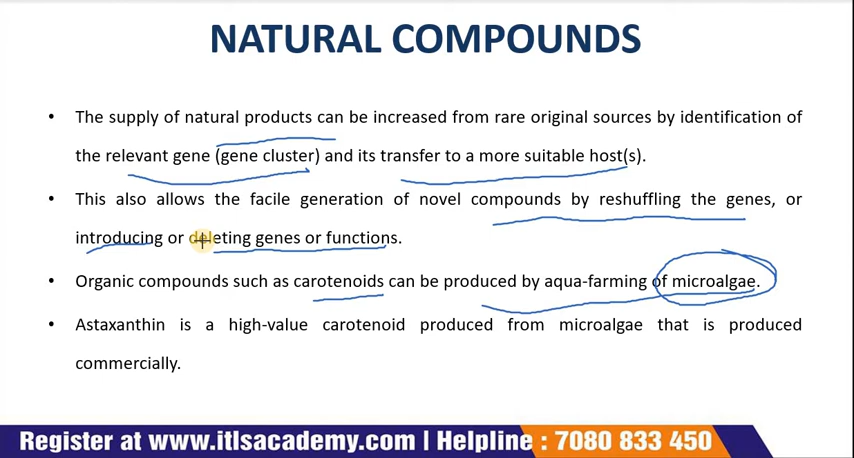 NATURAL COMPOUNDS
• The supply of natural products can be increased from rare original sources by identification of
the relevant gene (gene cluster) and its transfer to a more suitable host(s).
• This also allows the facile generation of novel compounds by reshuffling the genes, or
introducing or deleting genes or functions.
• Organic compounds such as carotenoids can be produced by aqua-farming of microalgae.
• Astaxanthin is a high-value carotenoid produced from microalgae that is produced
commercially.
Register at www.itlsacademy.com | Helpline : 7080 833 450